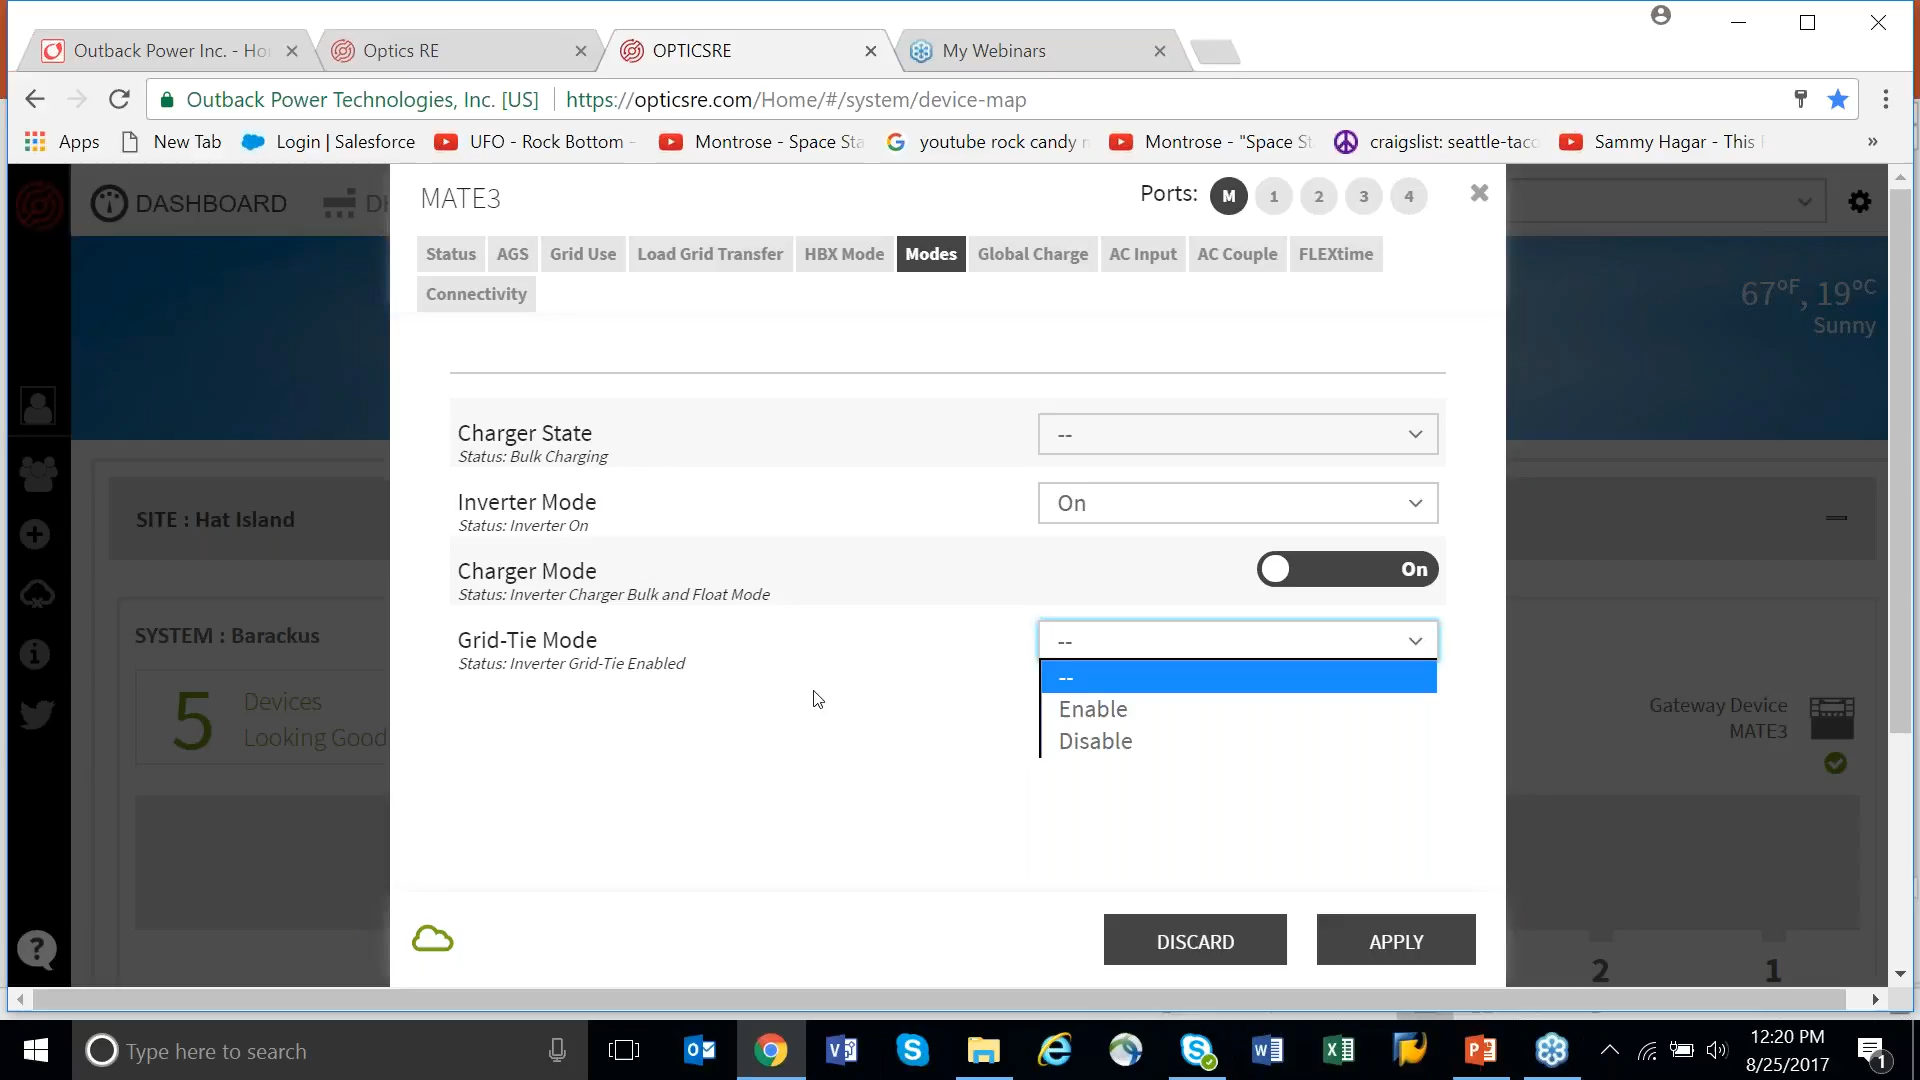 Outback Power Inc. - Ho
Optics RE
OPTICSRE
My Webinars
Outback Power Technologies, Inc. [US]
https://opticsre.com/Home/#/system/device-map
Apps
New Tab
Login | Salesforce
UFO - Rock Bottom -
Montrose - Space Sta
youtube rock candy
Montrose - "Space St
craigslist: seattle-taco
Sammy Hagar - This
»
DASHBOARD
MATE3
Ports: M 1 2 3 4
Status
AGS
Grid Use
Load Grid Transfer
HBX Mode
Modes
Global Charge
AC Input
AC Couple
FLEXtime
Connectivity
67°F, 19°C
Sunny
Charger State
--
Status: Bulk Charging
Inverter Mode
On
Status: Inverter On
Charger Mode
On
Status: Inverter Charger Bulk and Float Mode
Grid-Tie Mode
--
Status: Inverter Grid-Tie Enabled
--
Enable
Disable
SITE : Hat Island
SYSTEM : Barackus
5
Devices
Looking Good
Gateway Device
MATE3
DISCARD
APPLY
2
1
?
Type here to search
12:20 PM
8/25/2017
1